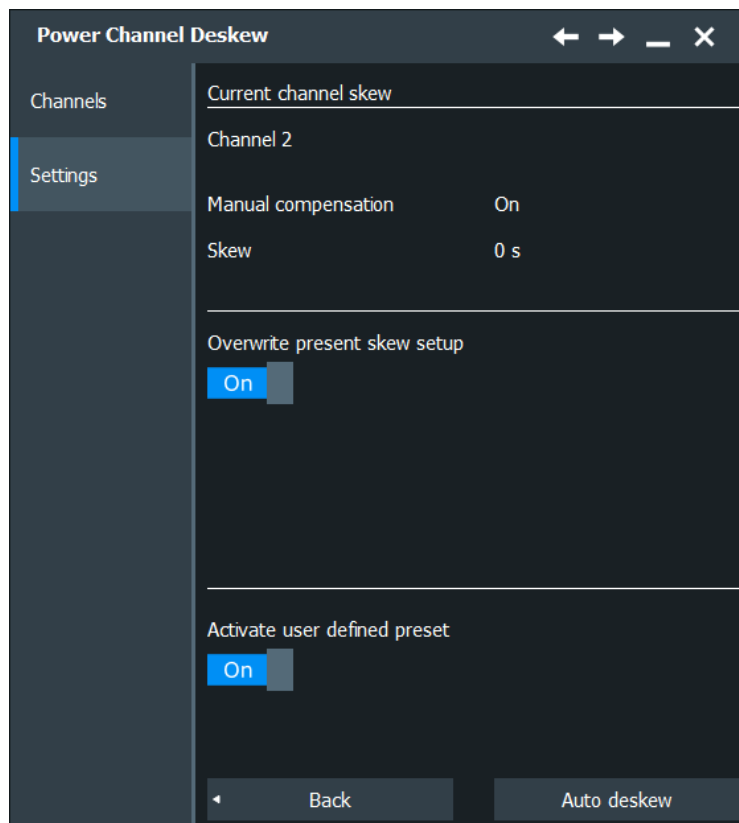 Power Channel Deskew
Channels
Settings
Current channel skew
Channel 2
Manual compensation On
Skew 0 s
Overwrite present skew setup
On
Activate user defined preset
On
Back Auto deskew